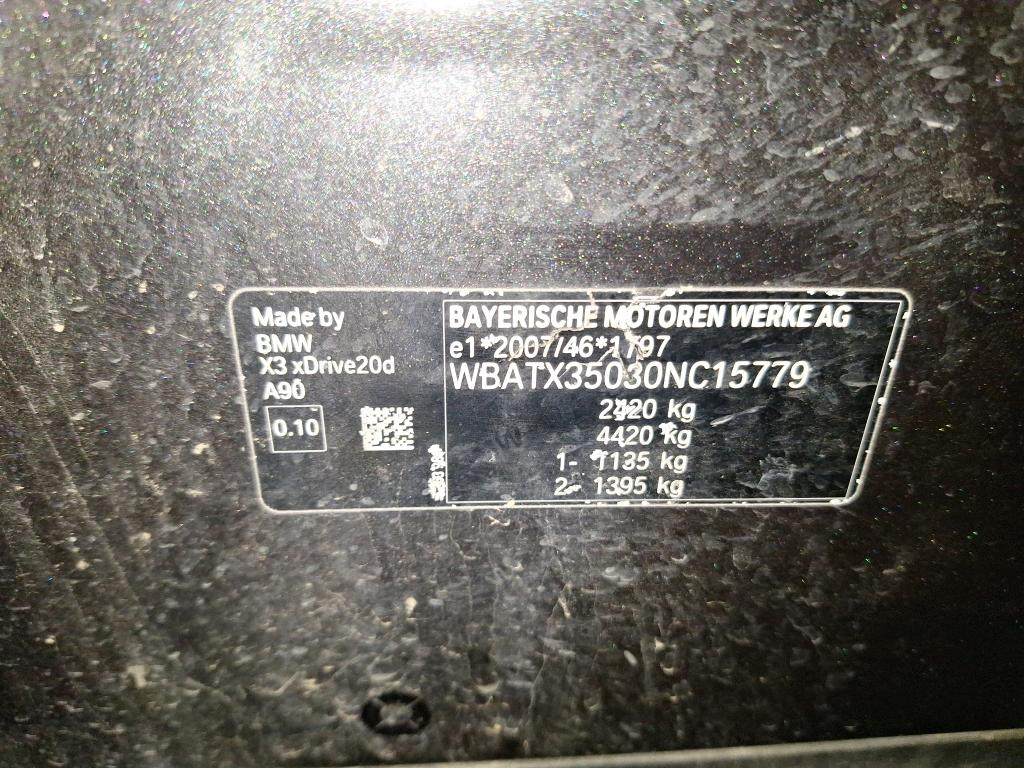 Made by
BMW
X3 xDrive20d
A90
0.10
BAYERISCHE MOTOREN WERKE AG
e1*2007/46*1797
WBATX35030NC15779
2420 kg
4420 kg
1- 1135 kg
2- 1395 kg